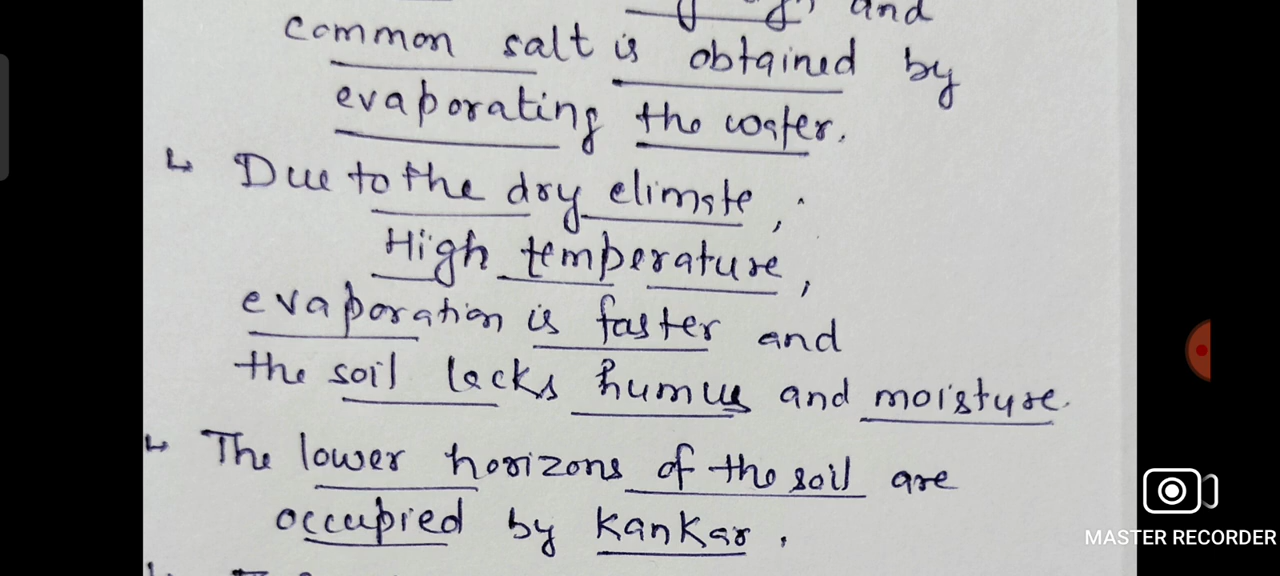 and
common salt is obtained by
evaporating the water.
↳ Due to the dry climate,
High temperature,
evaporation is faster and
the soil lacks humus and moisture.
↳ The lower horizons of the soil are
occupied by Kankar.
MASTER RECORDER